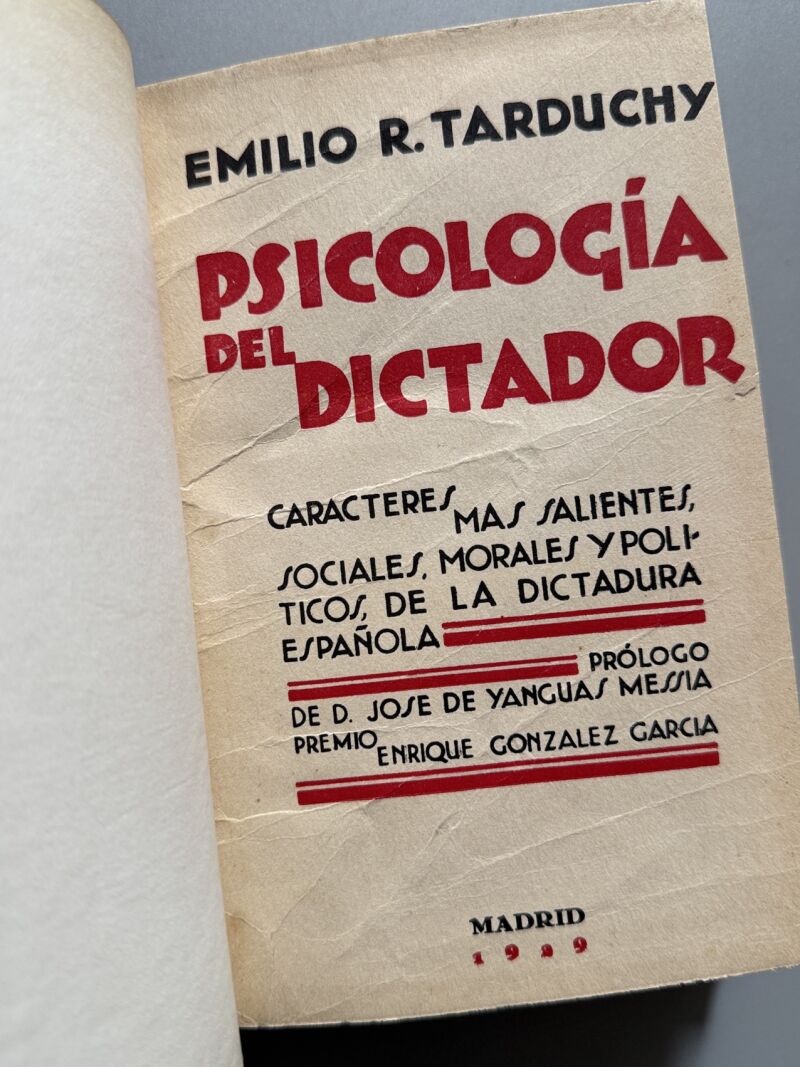 EMILIO R. TARDUCHY
PSICOLOGÍA
DEL DICTADOR
CARACTERES MAS SALIENTES,
SOCIALES, MORALES Y POLI-
TICOS, DE LA DICTADURA
ESPAÑOLA
PRÓLOGO
DE D. JOSE DE YANGUAS MESSIA
PREMIO ENRIQUE GONZALEZ GARCIA
MADRID
1929